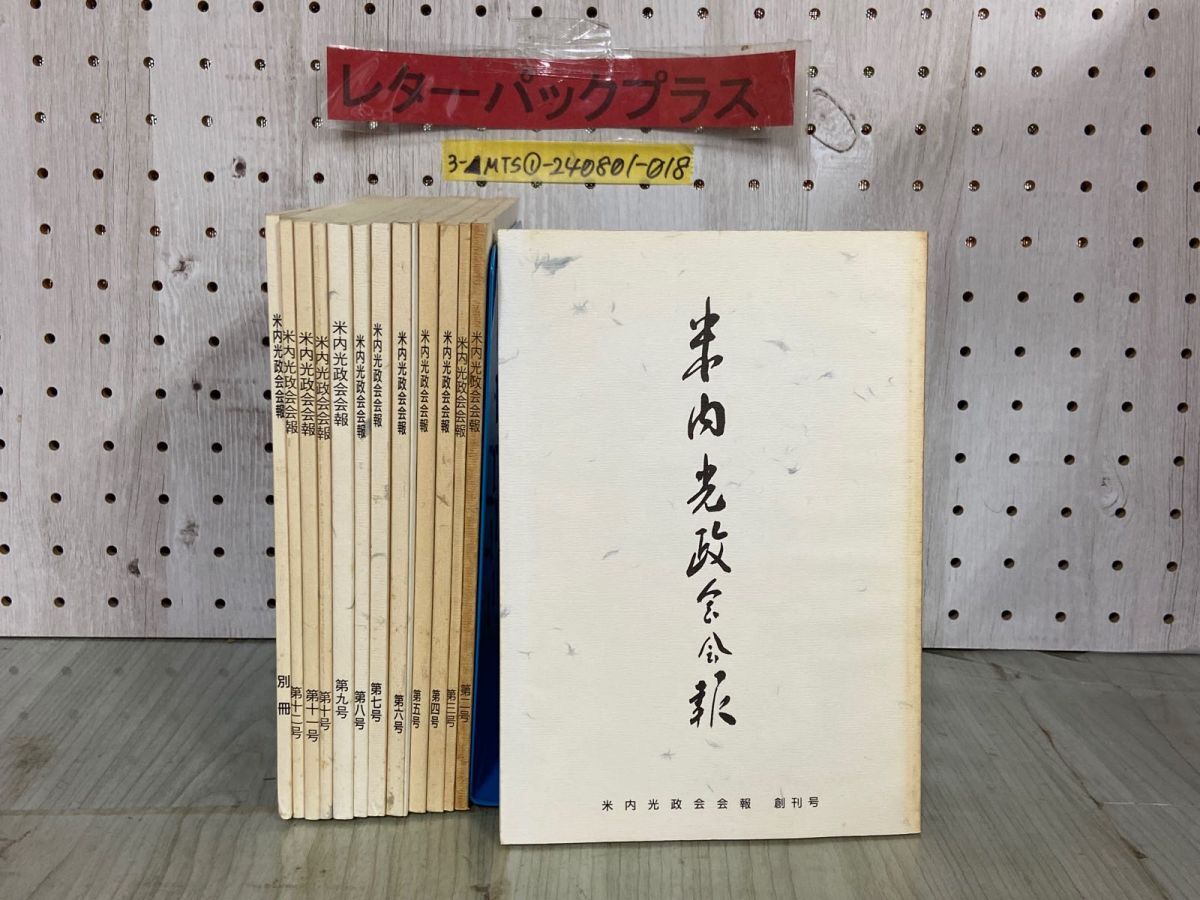 レターパックプラス
3-▲MTS①-240801-018
米内光政会会報
米内光政会会報 創刊号
米内光政会会報 別冊
米内光政会会報 第十二号
米内光政会会報 第十一号
米内光政会会報 第十号
米内光政会会報 第九号
米内光政会会報 第八号
米内光政会会報 第七号
米内光政会会報 第六号
米内光政会会報 第五号
米内光政会会報 第四号
米内光政会会報 第三号
米内光政会会報 第二号